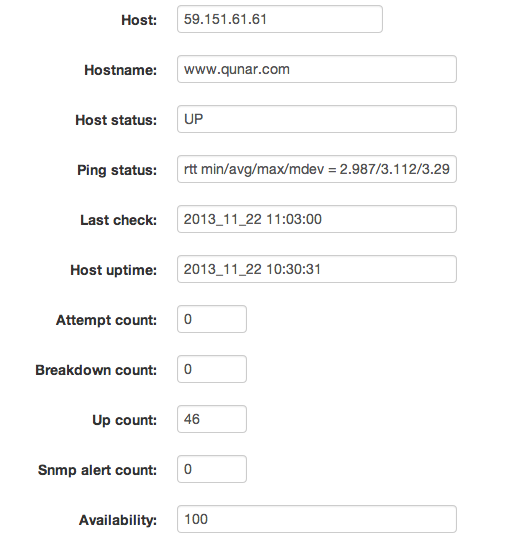 Host: 59.151.61.61
Hostname: www.qunar.com
Host status: UP
Ping status: rtt min/avg/max/mdev = 2.987/3.112/3.29
Last check: 2013_11_22 11:03:00
Host uptime: 2013_11_22 10:30:31
Attempt count: 0
Breakdown count: 0
Up count: 46
Snmp alert count: 0
Availability: 100